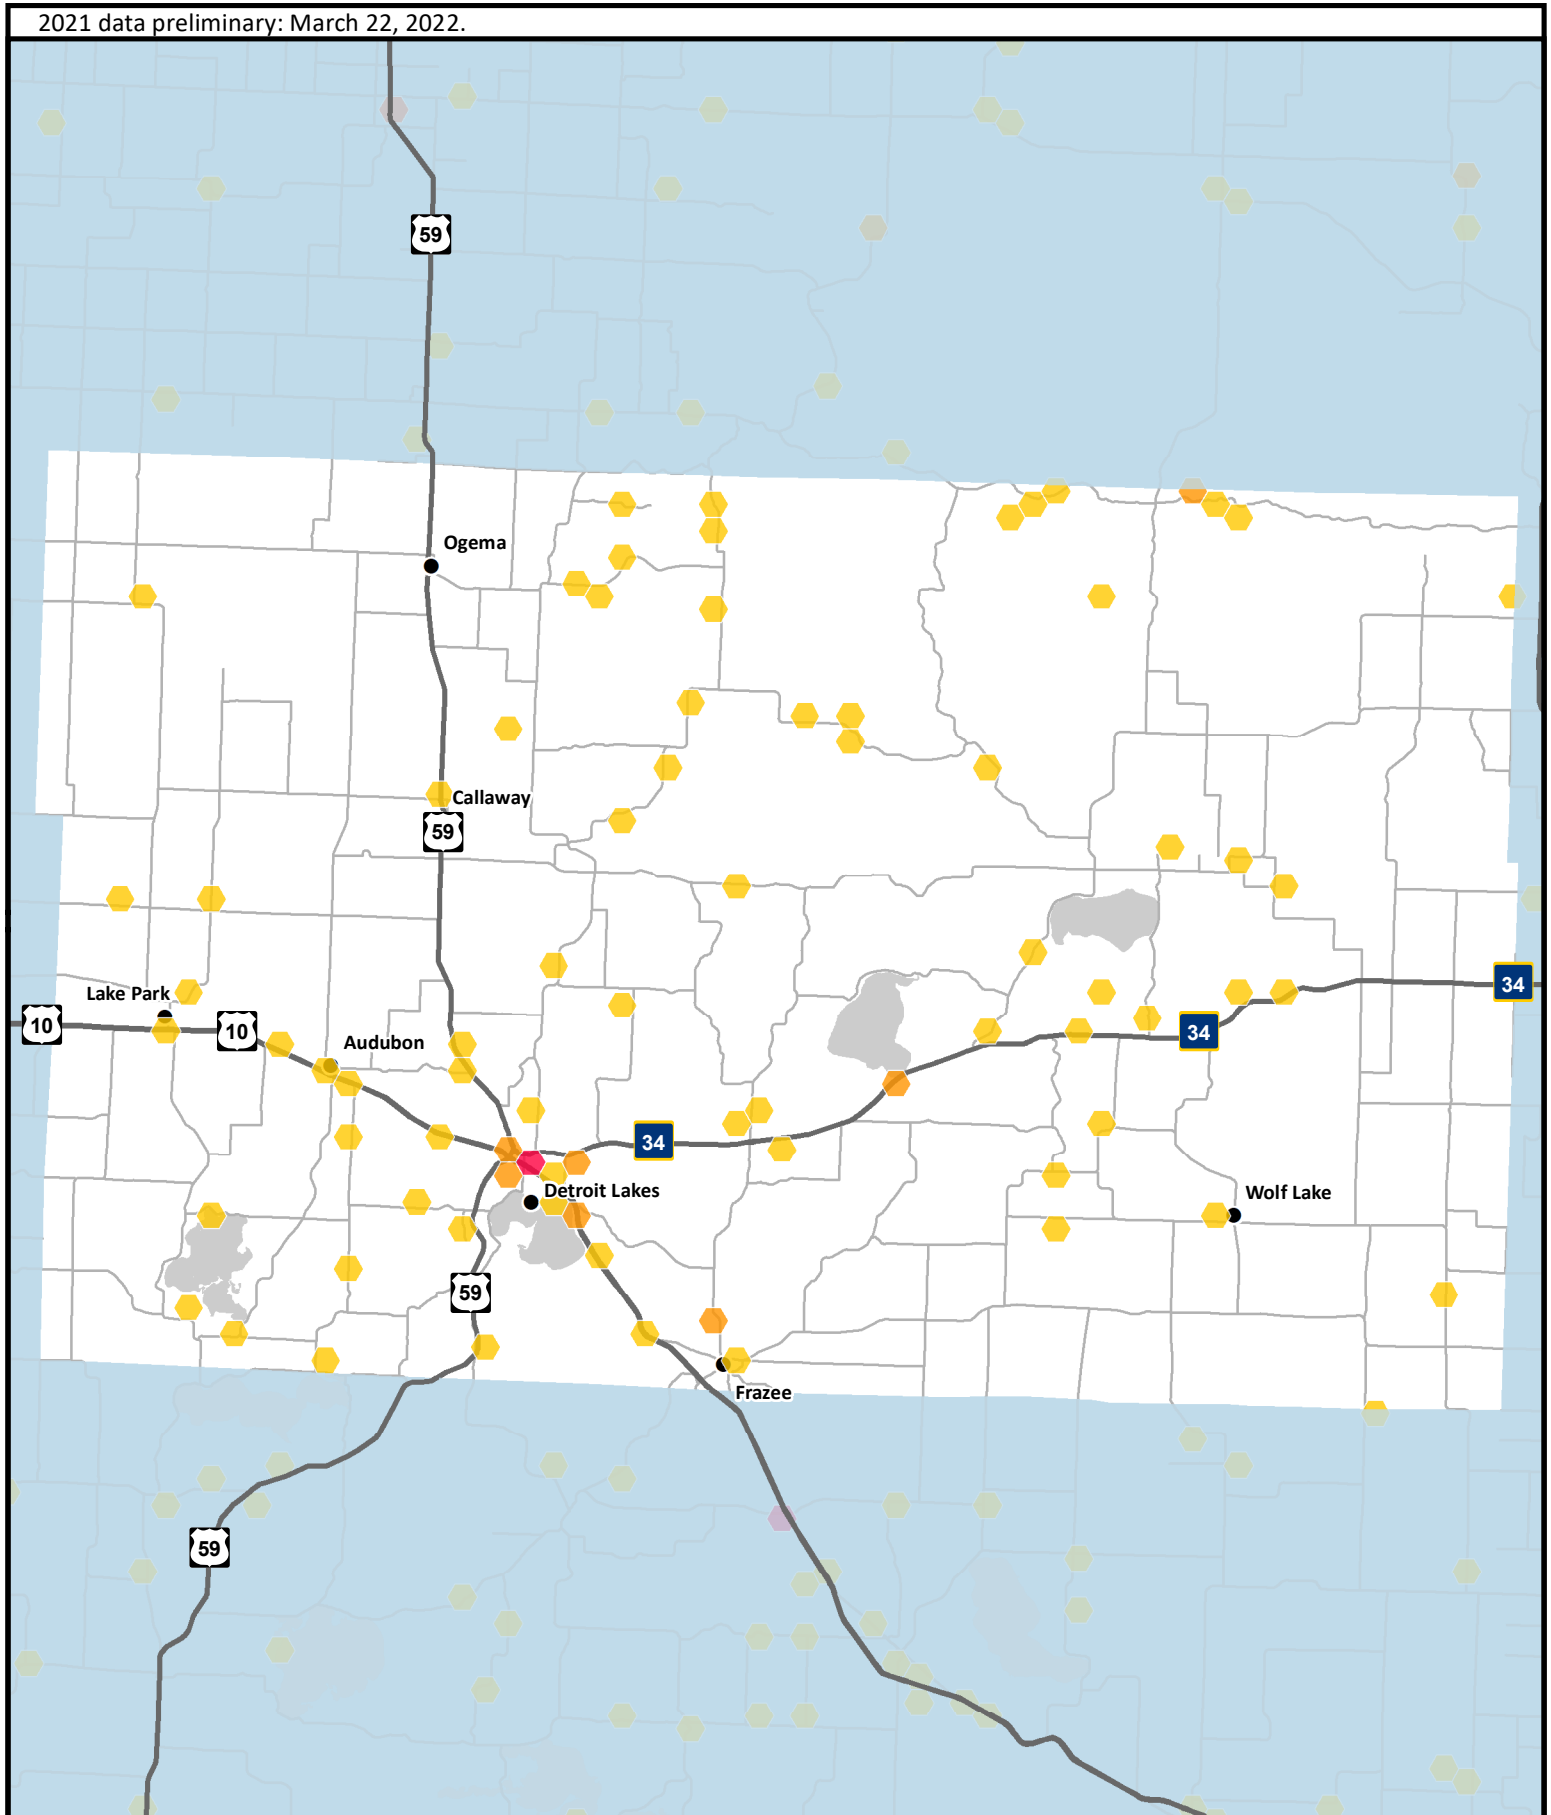 2021 data preliminary: March 22, 2022.
59
Ogema
Callaway
59
Lake Park
10
10
Audubon
34
34
34
Detroit Lakes
Wolf Lake
59
Frazee
59